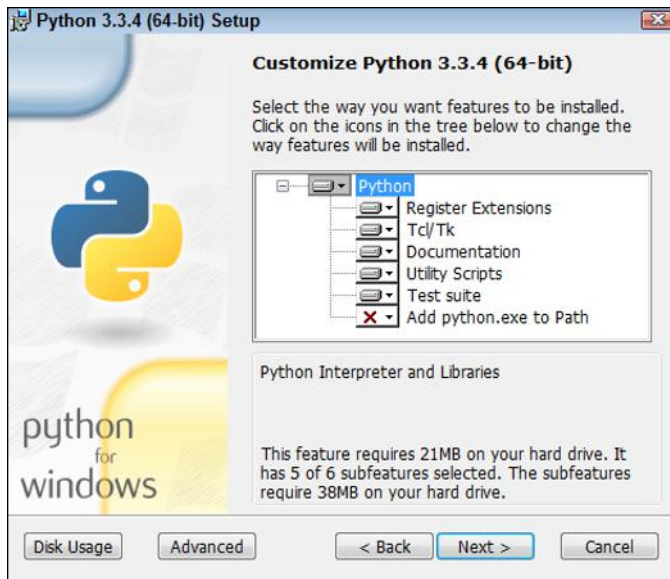 Python 3.3.4 (64-bit) Setup
Customize Python 3.3.4 (64-bit)
Select the way you want features to be installed.
Click on the icons in the tree below to change the
way features will be installed.
Python
Register Extensions
Tcl/Tk
Documentation
Utility Scripts
Test suite
Add python.exe to Path
Python Interpreter and Libraries
This feature requires 21MB on your hard drive. It
has 5 of 6 subfeatures selected. The subfeatures
require 38MB on your hard drive.
python
for
windows
Disk Usage
Advanced
< Back
Next >
Cancel